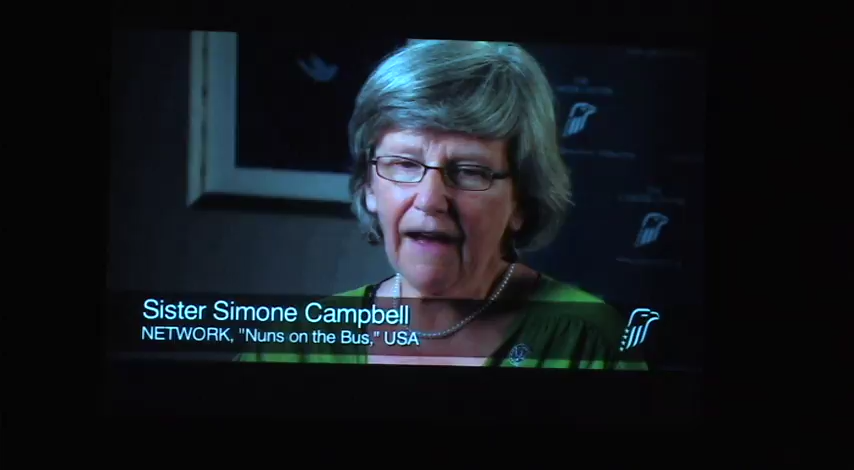 Sister Simone Campbell
NETWORK, "Nuns on the Bus," USA